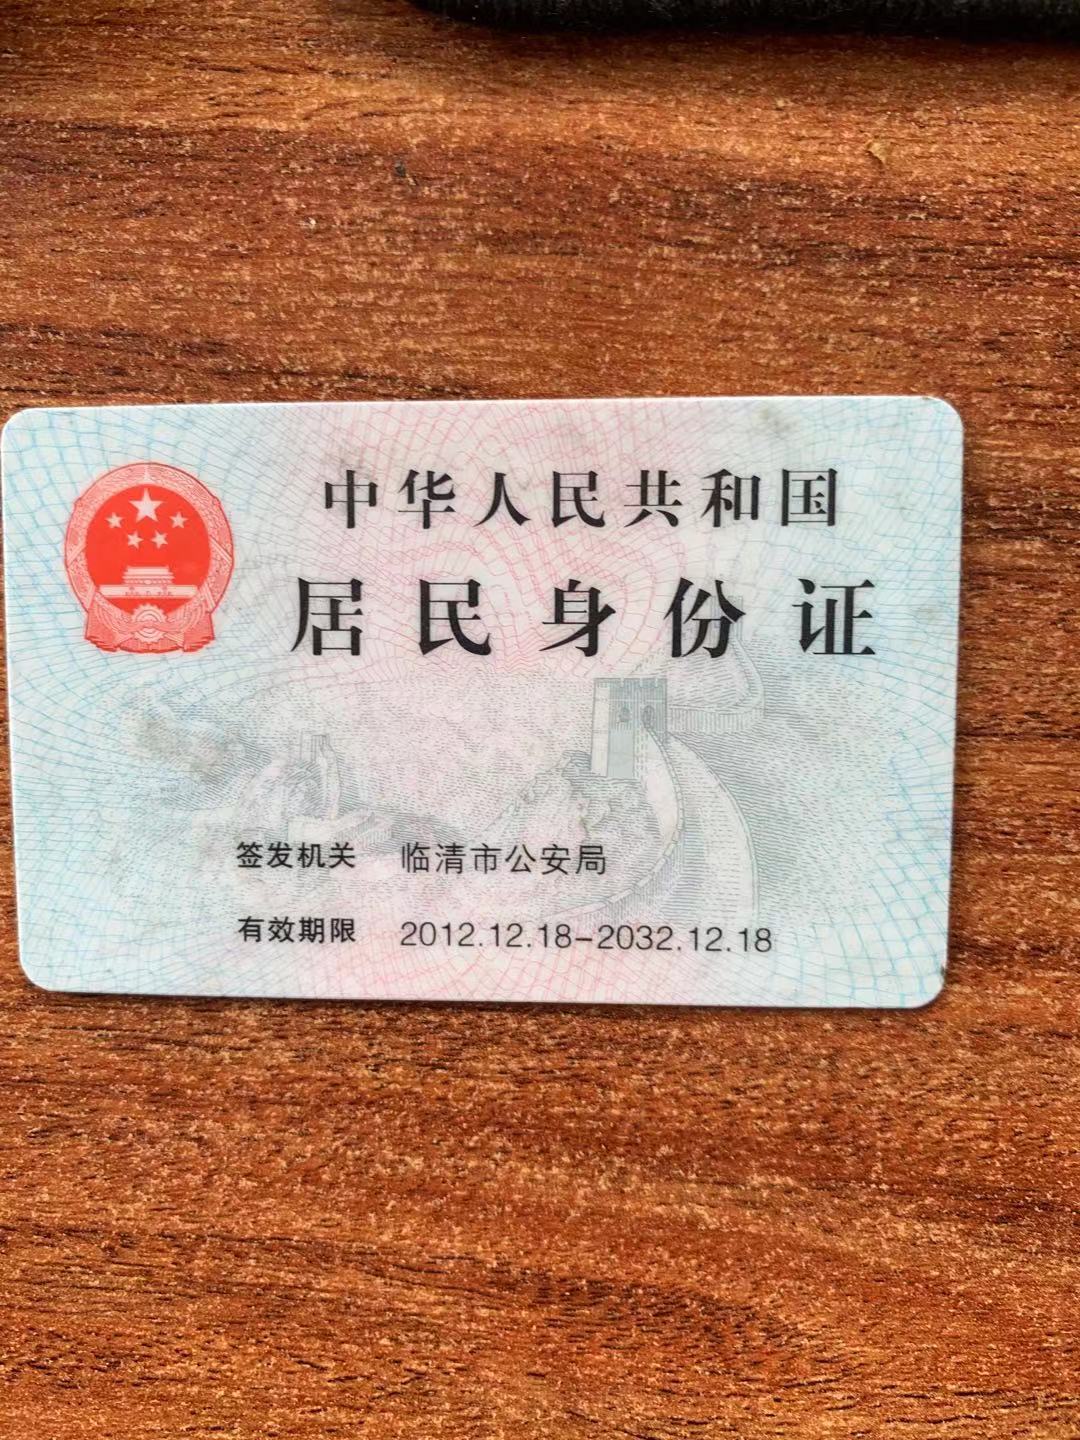 中华人民共和国
居民身份证
签发机关 临清市公安局
有效期限 2012.12.18-2032.12.18